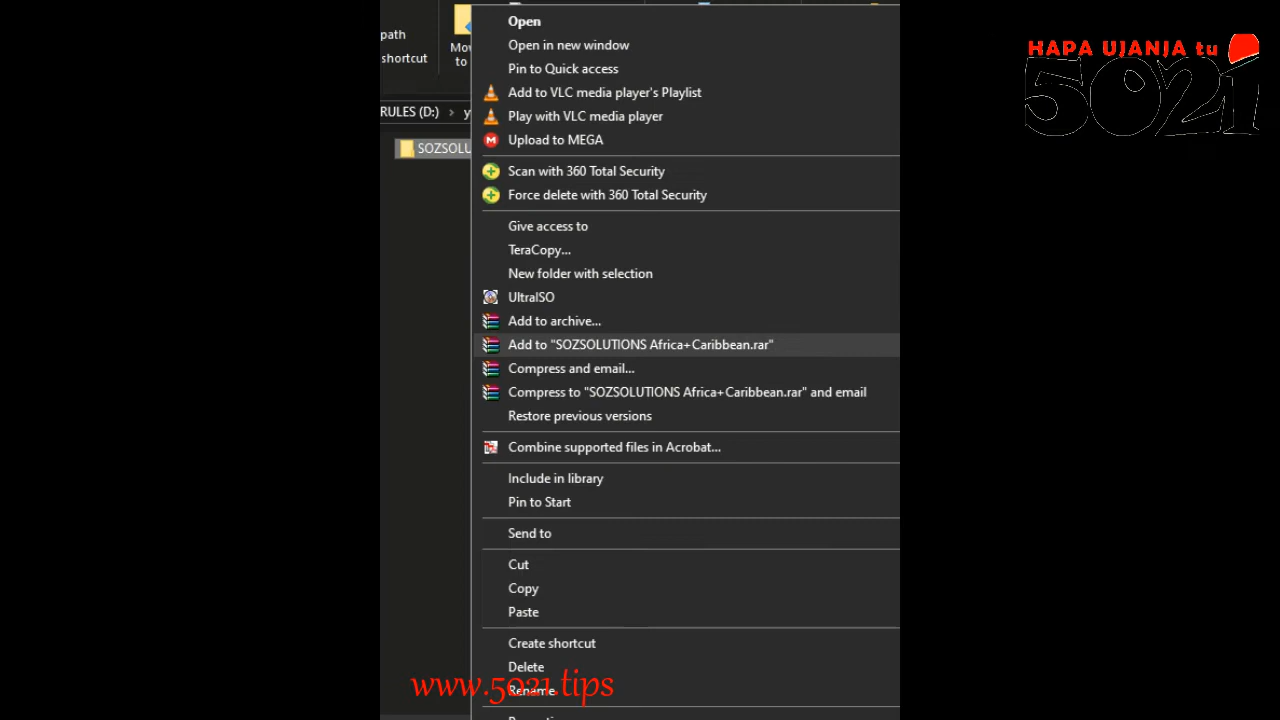 path
shortcut
Mov
to
RULES (D:) > y
SOZSOLU
Open
Open in new window
Pin to Quick access
Add to VLC media player's Playlist
Play with VLC media player
Upload to MEGA
Scan with 360 Total Security
Force delete with 360 Total Security
Give access to
TeraCopy...
New folder with selection
UltraISO
Add to archive...
Add to "SOZSOLUTIONS Africa+Caribbean.rar"
Compress and email...
Compress to "SOZSOLUTIONS Africa+Caribbean.rar" and email
Restore previous versions
Combine supported files in Acrobat...
Include in library
Pin to Start
Send to
Cut
Copy
Paste
Create shortcut
Delete
Rename
www.5021.tips
HAPA UJANJA tu
5021